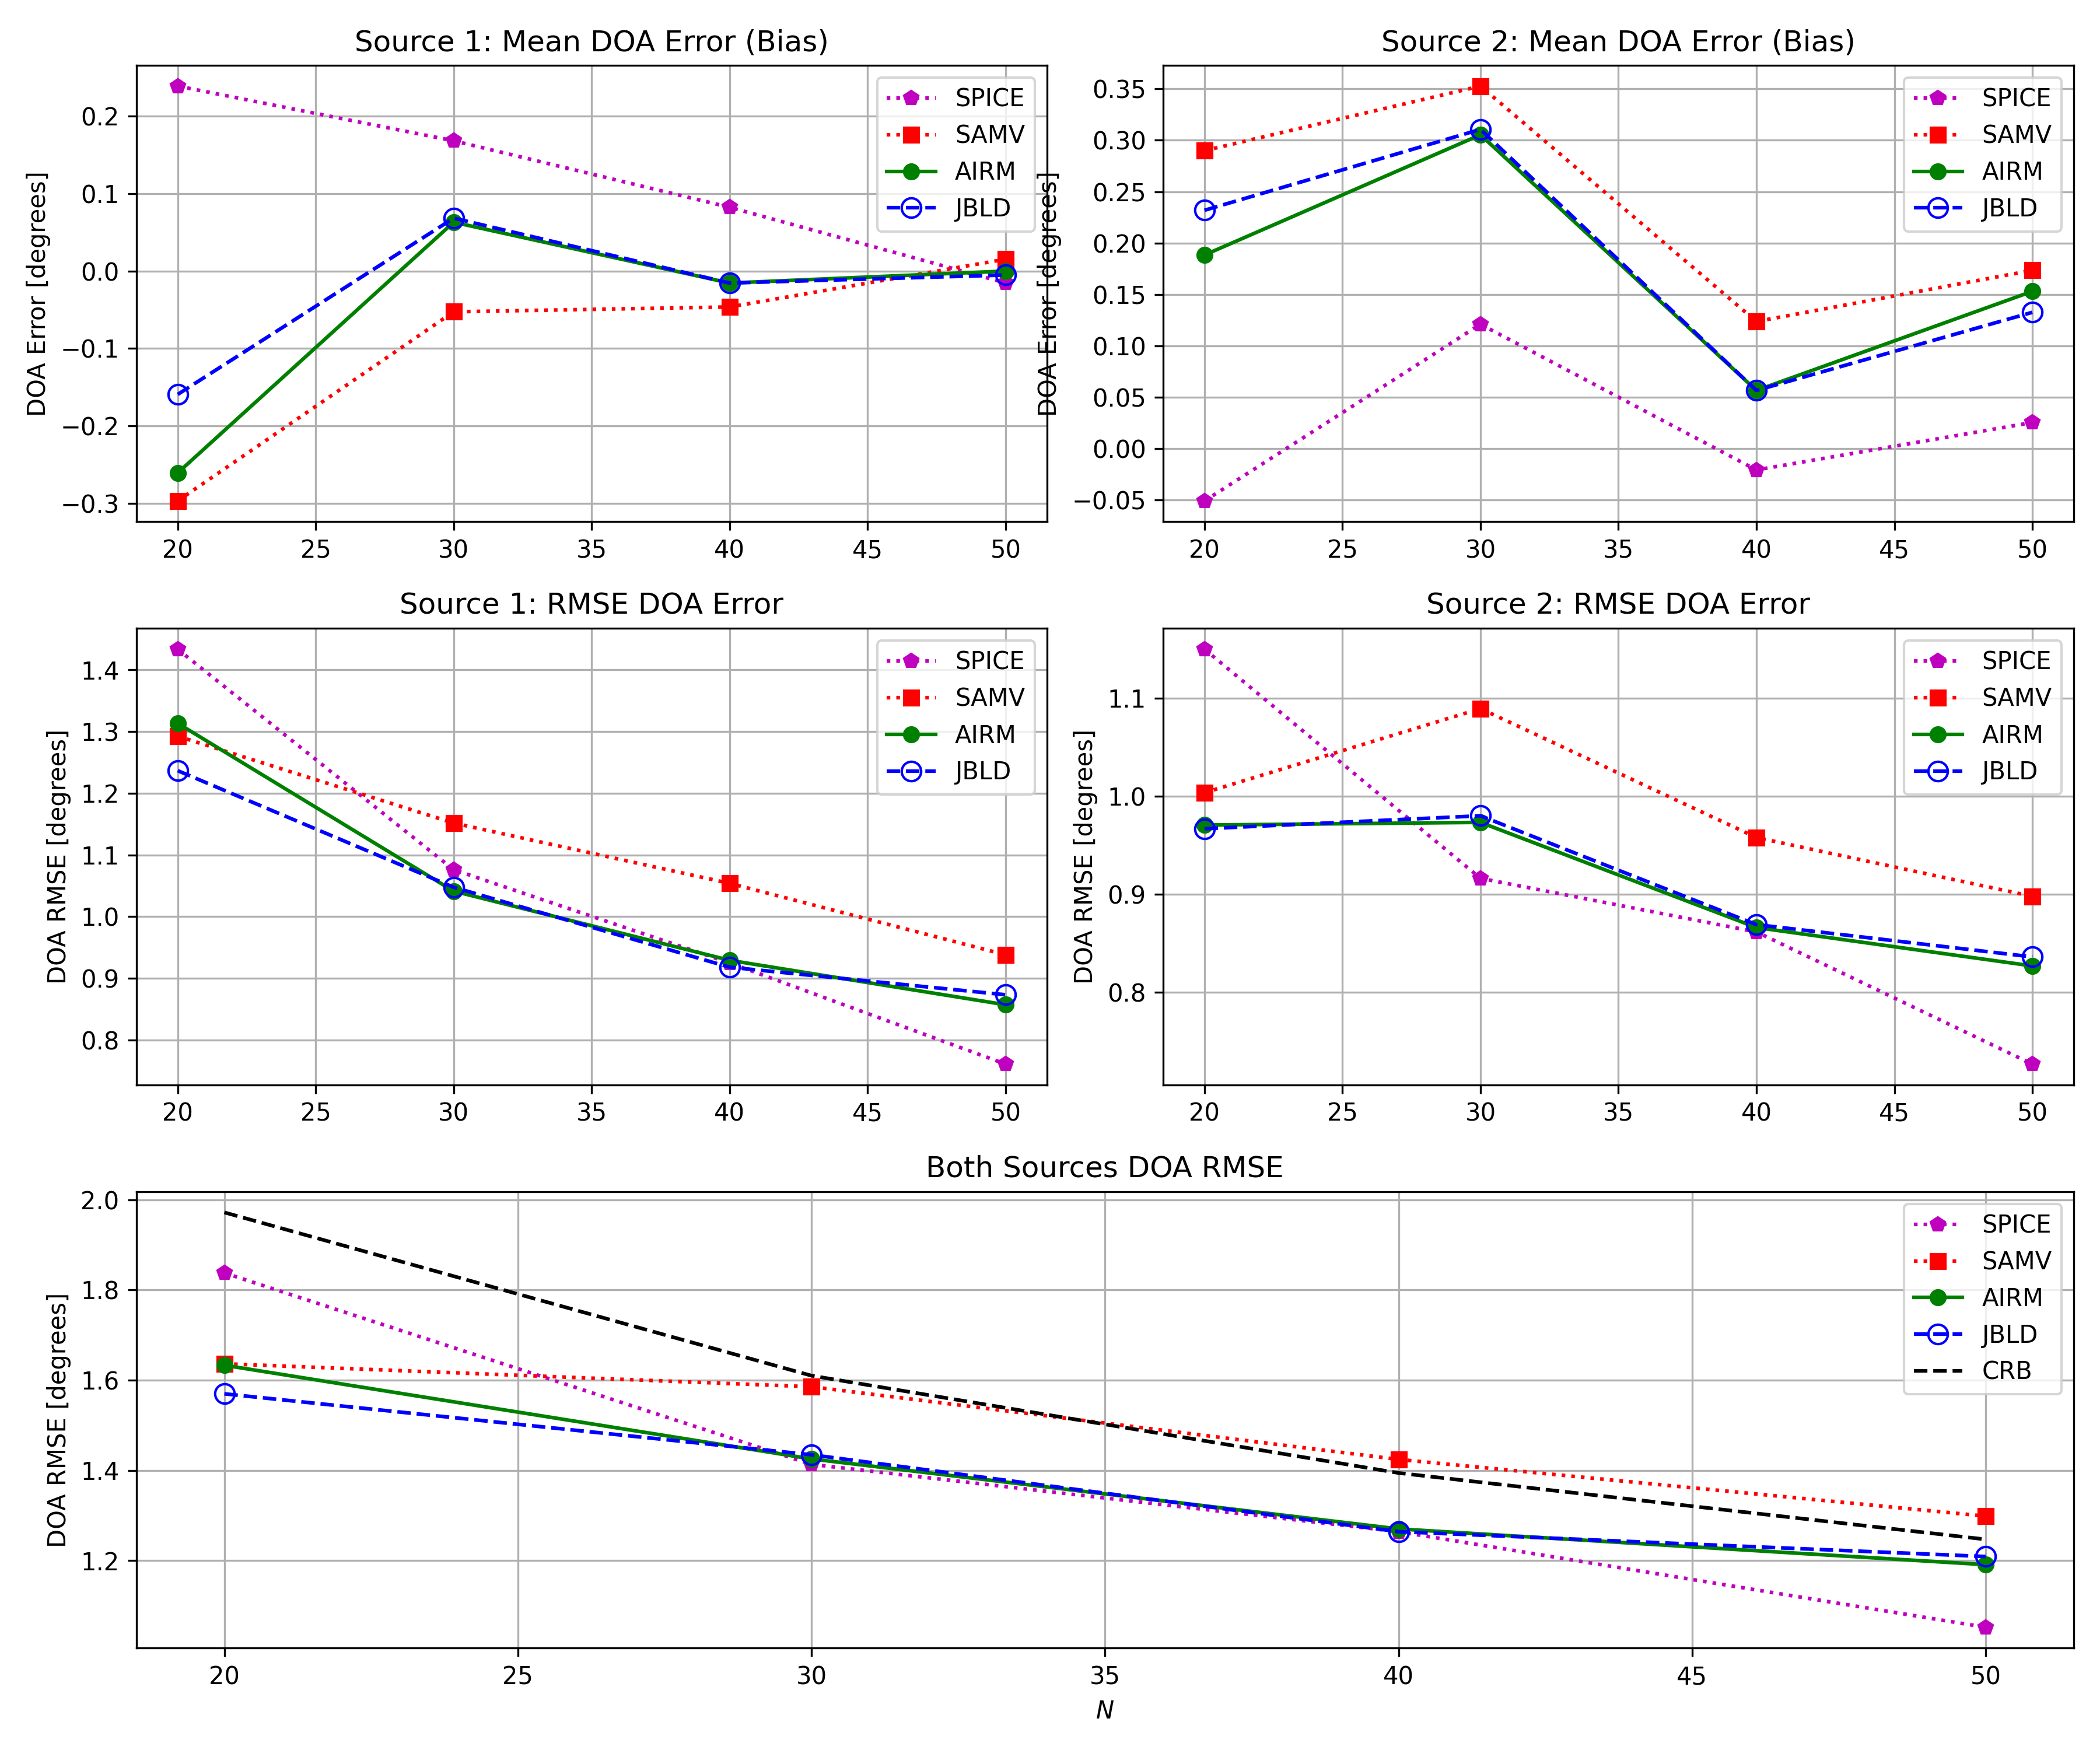 Source 1: Mean DOA Error (Bias)
DOA Error [degrees]
0.2
0.1
0.0
−0.1
−0.2
−0.3
20 25 30 35 40 45 50
SPICE
SAMV
AIRM
JBLD
Source 2: Mean DOA Error (Bias)
DOA Error [degrees]
0.35
0.30
0.25
0.20
0.15
0.10
0.05
0.00
−0.05
20 25 30 35 40 45 50
SPICE
SAMV
AIRM
JBLD
Source 1: RMSE DOA Error
DOA RMSE [degrees]
1.4
1.3
1.2
1.1
1.0
0.9
0.8
20 25 30 35 40 45 50
SPICE
SAMV
AIRM
JBLD
Source 2: RMSE DOA Error
DOA RMSE [degrees]
1.1
1.0
0.9
0.8
20 25 30 35 40 45 50
SPICE
SAMV
AIRM
JBLD
Both Sources DOA RMSE
DOA RMSE [degrees]
2.0
1.8
1.6
1.4
1.2
20 25 30 35 40 45 50
N
SPICE
SAMV
AIRM
JBLD
CRB